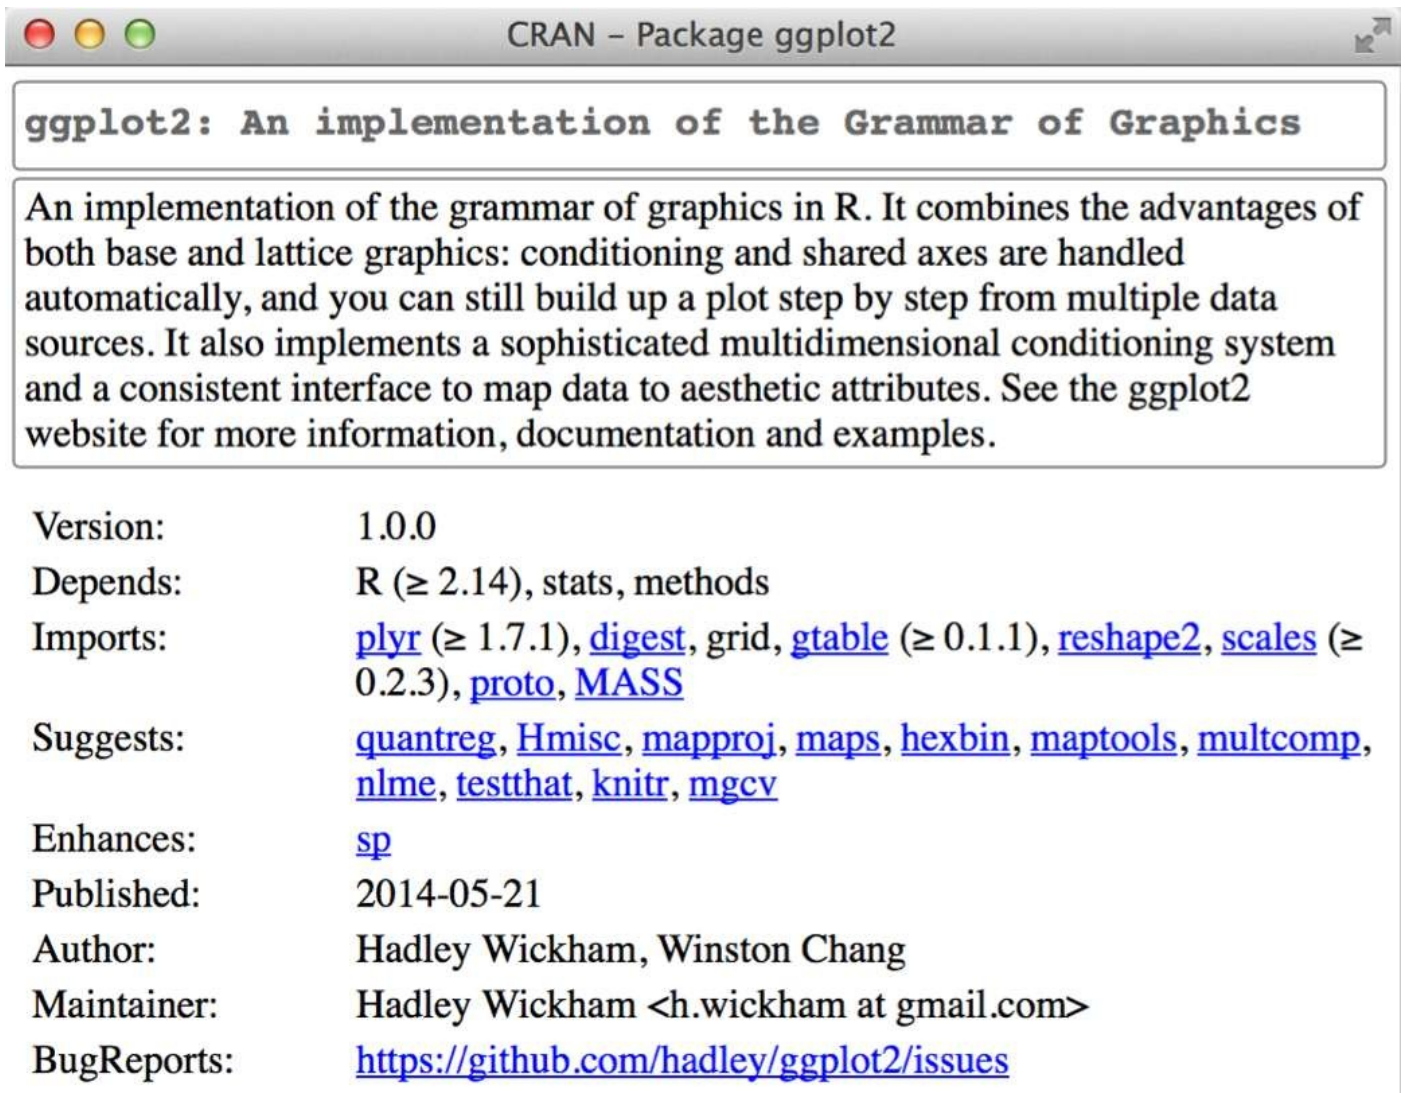 CRAN – Package ggplot2
ggplot2: An implementation of the Grammar of Graphics
An implementation of the grammar of graphics in R. It combines the advantages of
both base and lattice graphics: conditioning and shared axes are handled
automatically, and you can still build up a plot step by step from multiple data
sources. It also implements a sophisticated multidimensional conditioning system
and a consistent interface to map data to aesthetic attributes. See the ggplot2
website for more information, documentation and examples.
Version: 1.0.0
Depends: R (≥ 2.14), stats, methods
Imports: plyr (≥ 1.7.1), digest, grid, gtable (≥ 0.1.1), reshape2, scales (≥
0.2.3), proto, MASS
Suggests: quantreg, Hmisc, mapproj, maps, hexbin, maptools, multcomp,
nlme, testthat, knitr, mgcv
Enhances: sp
Published: 2014-05-21
Author: Hadley Wickham, Winston Chang
Maintainer: Hadley Wickham <h.wickham at gmail.com>
BugReports: https://github.com/hadley/ggplot2/issues